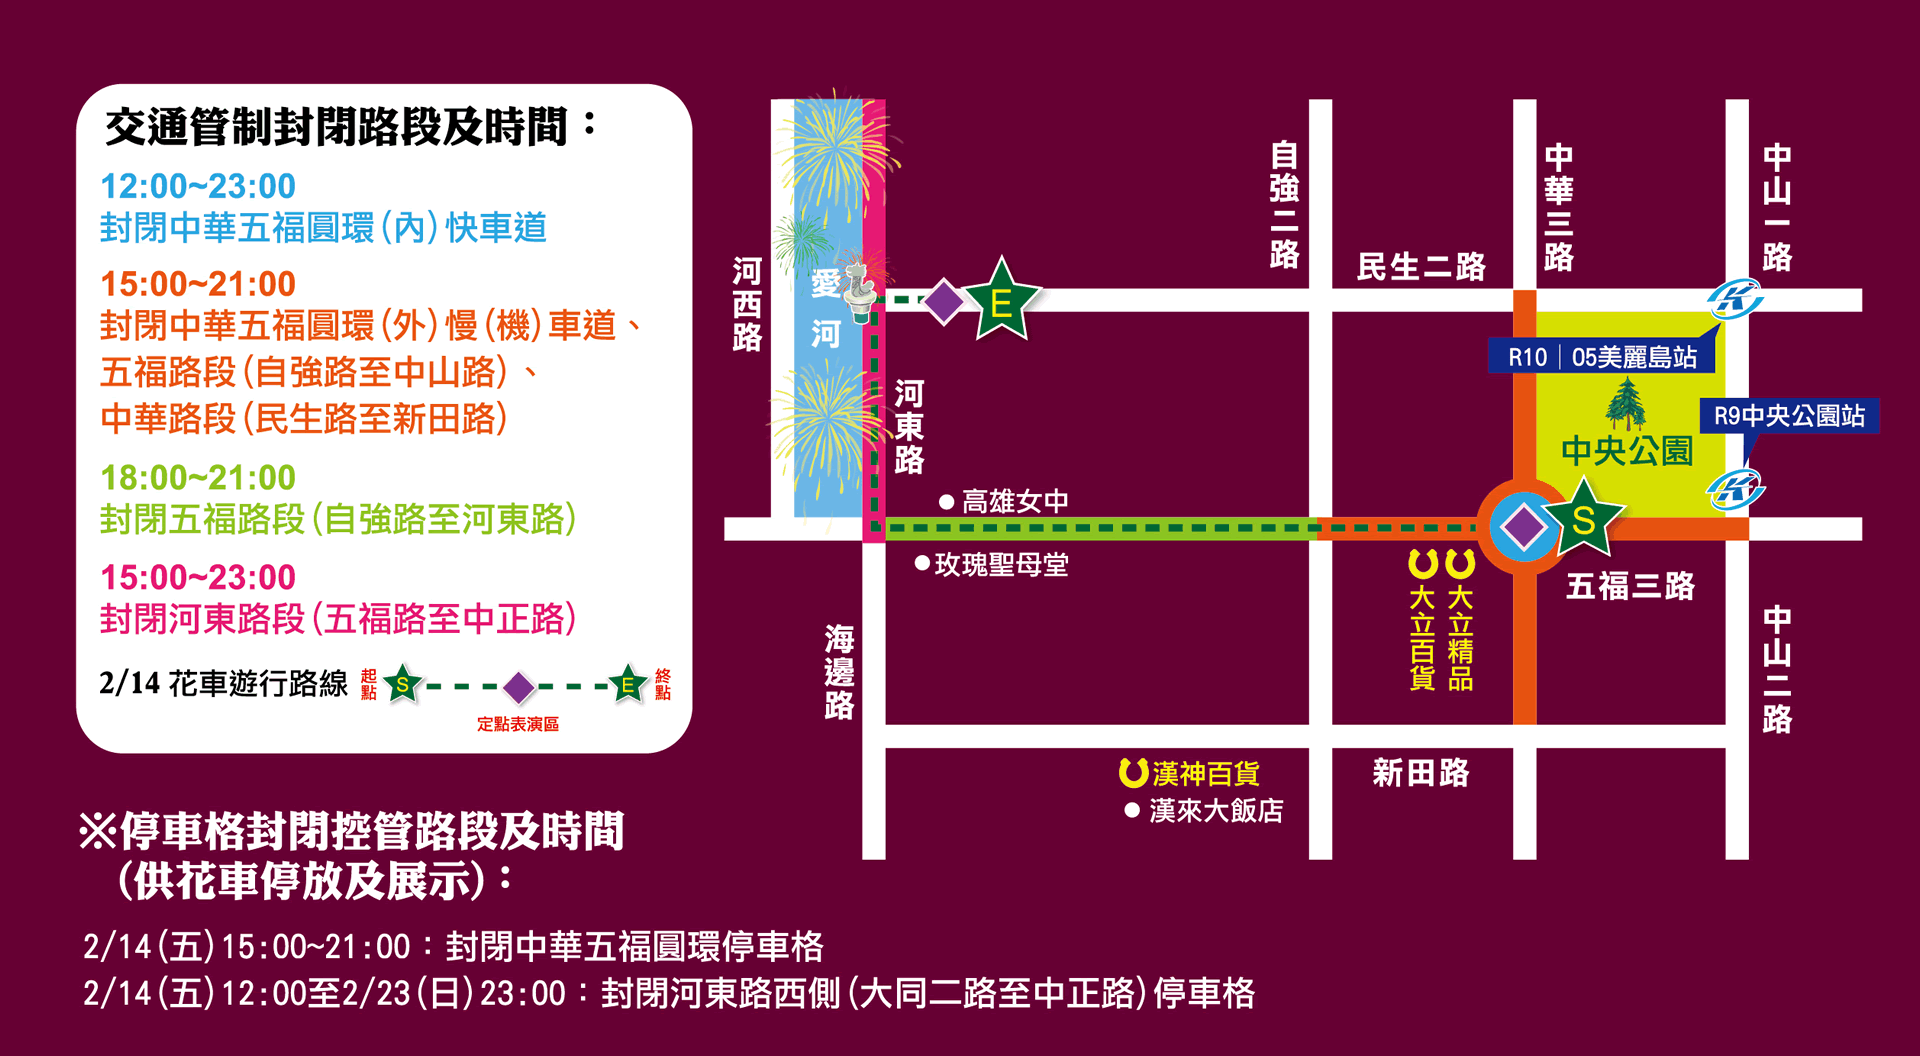 交通管制封閉路段及時間：
12:00~23:00
封閉中華五福圓環(內)快車道
15:00~21:00
封閉中華五福圓環(外)慢(機)車道、
五福路段(自強路至中山路)、
中華路段(民生路至新田路)
18:00~21:00
封閉五福路段(自強路至河東路)
15:00~23:00
封閉河東路段(五福路至中正路)
2/14 花車遊行路線
起點
S
E
終點
定點表演區
※停車格封閉控管路段及時間
(供花車停放及展示)：
2/14(五)15:00~21:00：封閉中華五福圓環停車格
2/14(五)12:00至2/23(日)23:00：封閉河東路西側(大同二路至中正路)停車格
河西路
愛河
E
河東路
自強二路
民生二路
中華三路
中山一路
R10｜O5美麗島站
R9中央公園站
中央公園
高雄女中
玫瑰聖母堂
S
五福三路
大立百貨
大立精品
海邊路
中山二路
新田路
漢神百貨
漢來大飯店